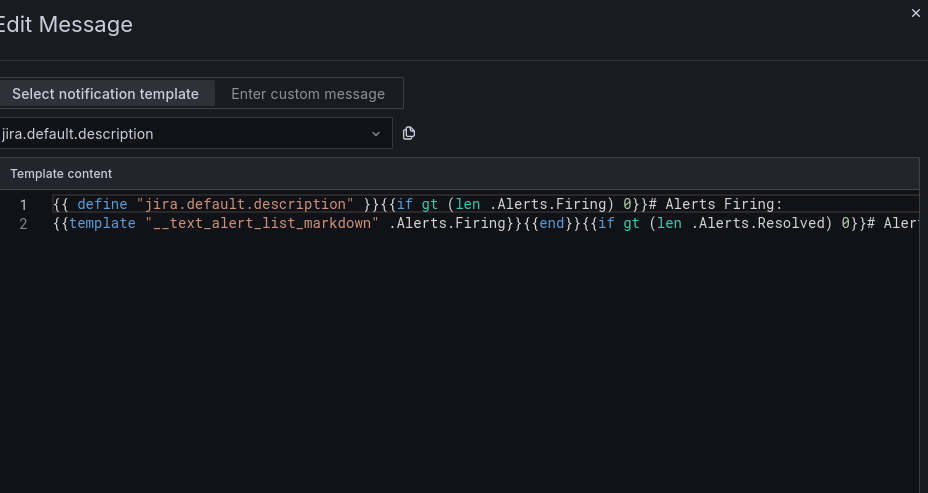 Edit Message
Select notification template
Enter custom message
jira.default.description
Template content
1 {{ define "jira.default.description" }}{{if gt (len .Alerts.Firing) 0}}# Alerts Firing:
2 {{template "__text_alert_list_markdown" .Alerts.Firing}}{{end}}{{if gt (len .Alerts.Resolved) 0}}# Aler